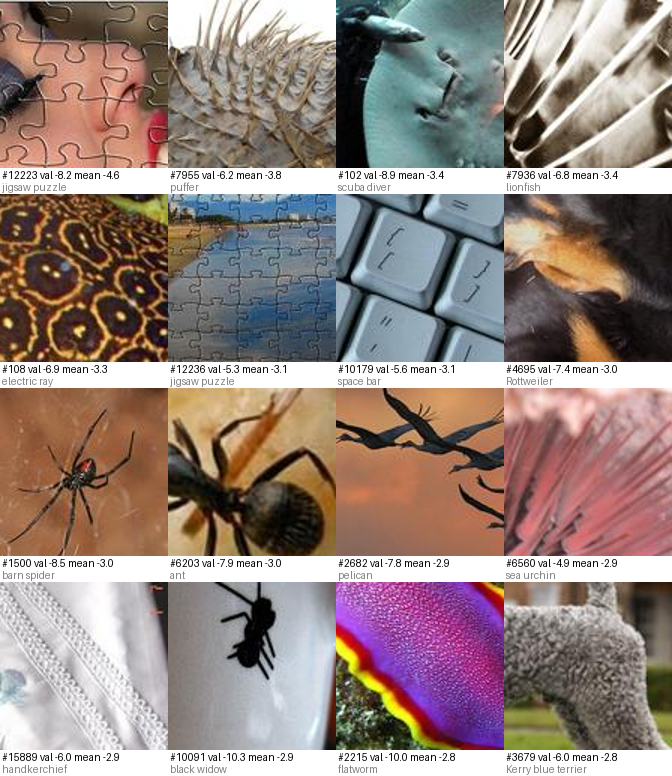 #12223 val -8.2 mean -4.6
jigsaw puzzle
#7955 val -6.2 mean -3.8
puffer
#102 val -8.9 mean -3.4
scuba diver
#7936 val -6.8 mean -3.4
lionfish
#108 val -6.9 mean -3.3
electric ray
#12236 val -5.3 mean -3.1
jigsaw puzzle
=
{
[
}
]
"
'
|
#10179 val -5.6 mean -3.1
space bar
#4695 val -7.4 mean -3.0
Rottweiler
#1500 val -8.5 mean -3.0
barn spider
#6203 val -7.9 mean -3.0
ant
#2682 val -7.8 mean -2.9
pelican
#6560 val -4.9 mean -2.9
sea urchin
#15889 val -6.0 mean -2.9
handkerchief
#10091 val -10.3 mean -2.9
black widow
#2215 val -10.0 mean -2.8
flatworm
#3679 val -6.0 mean -2.8
Kerry blue terrier